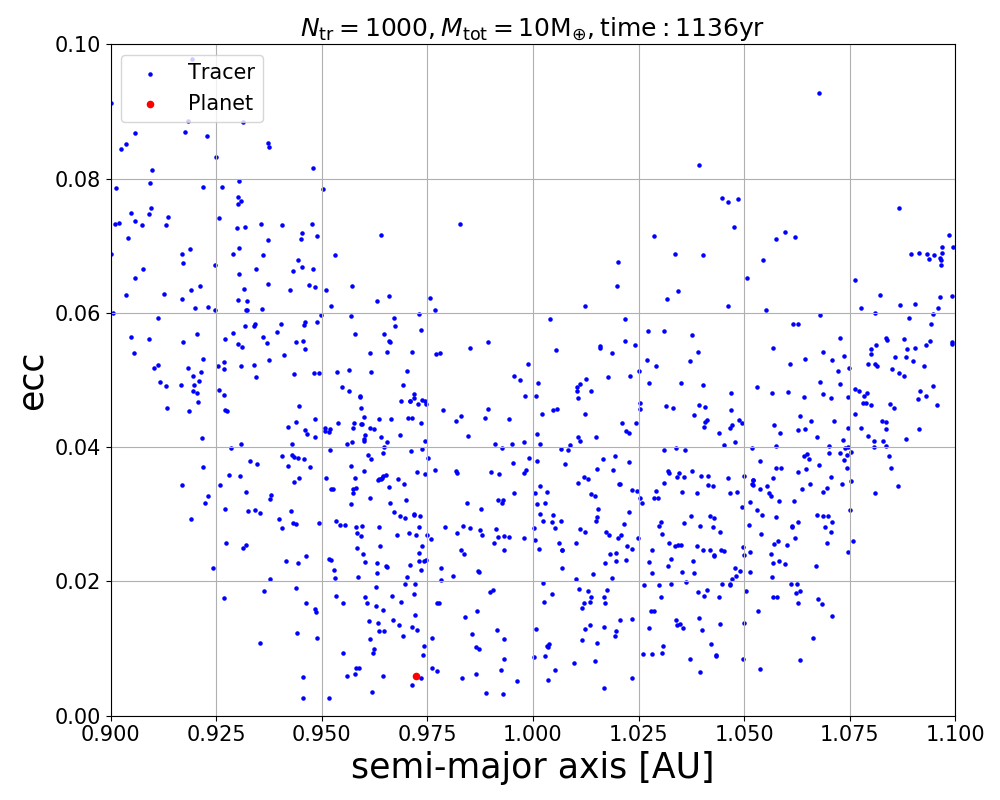 N_tr = 1000, M_tot = 10M_⊕, time : 1136yr
Tracer
Planet
ecc
0.10
0.08
0.06
0.04
0.02
0.00
0.900 0.925 0.950 0.975 1.000 1.025 1.050 1.075 1.100
semi-major axis [AU]